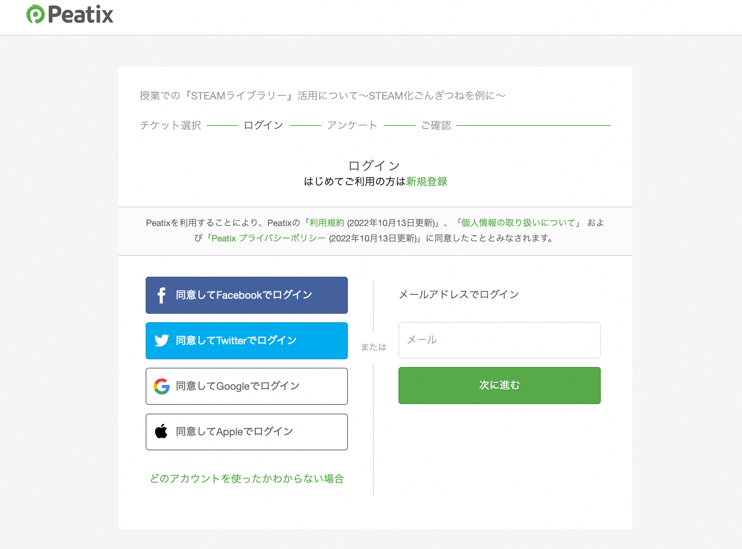 Peatix
授業での『STEAMライブラリー』活用について〜STEAM化ごんぎつねを例に〜
チケット選択 ログイン アンケート ご確認
ログイン
はじめてご利用の方は新規登録
Peatixを利用することにより、Peatixの「利用規約 (2022年10月13日更新)」、「個人情報の取り扱いについて」 およ
び「Peatix プライバシーポリシー (2022年10月13日更新)」に同意したこととみなされます。
同意してFacebookでログイン
同意してTwitterでログイン
同意してGoogleでログイン
同意してAppleでログイン
どのアカウントを使ったかわからない場合
または
メールアドレスでログイン
メール
次に進む